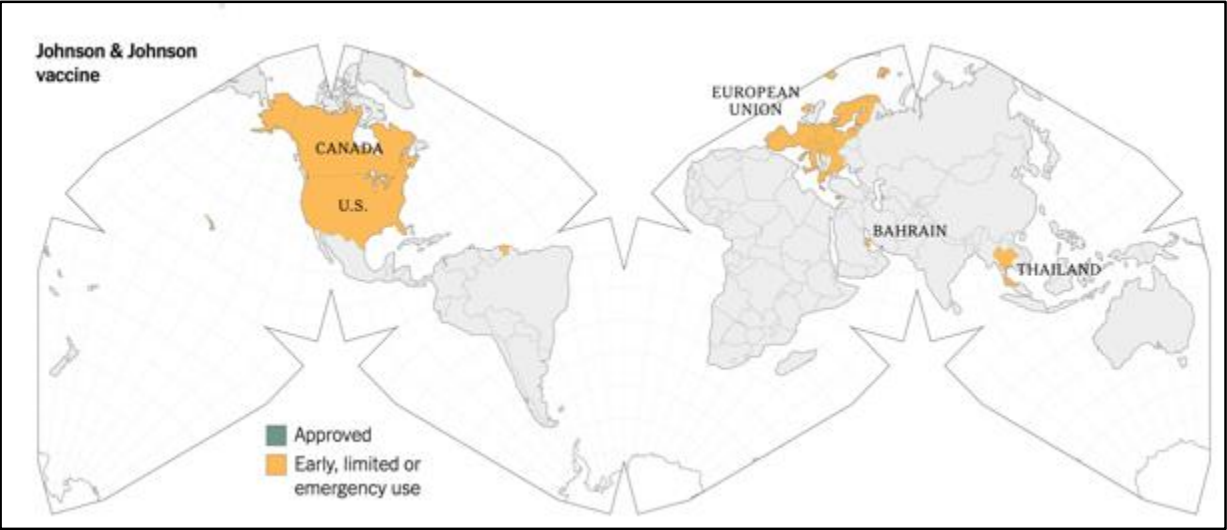 Johnson & Johnson
vaccine
CANADA
U.S.
EUROPEAN
UNION
BAHRAIN
THAILAND
Approved
Early, limited or
emergency use